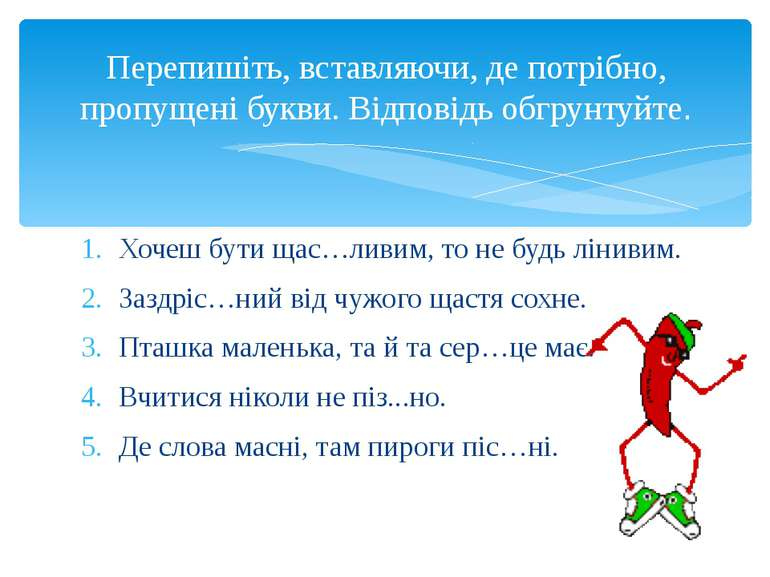 Перепишіть, вставляючи, де потрібно,
пропущені букви. Відповідь обгрунтуйте.
1. Хочеш бути щас…ливим, то не будь лінивим.
2. Заздріс…ний від чужого щастя сохне.
3. Пташка маленька, та й та сер…це має.
4. Вчитися ніколи не піз...но.
5. Де слова масні, там пироги піс…ні.